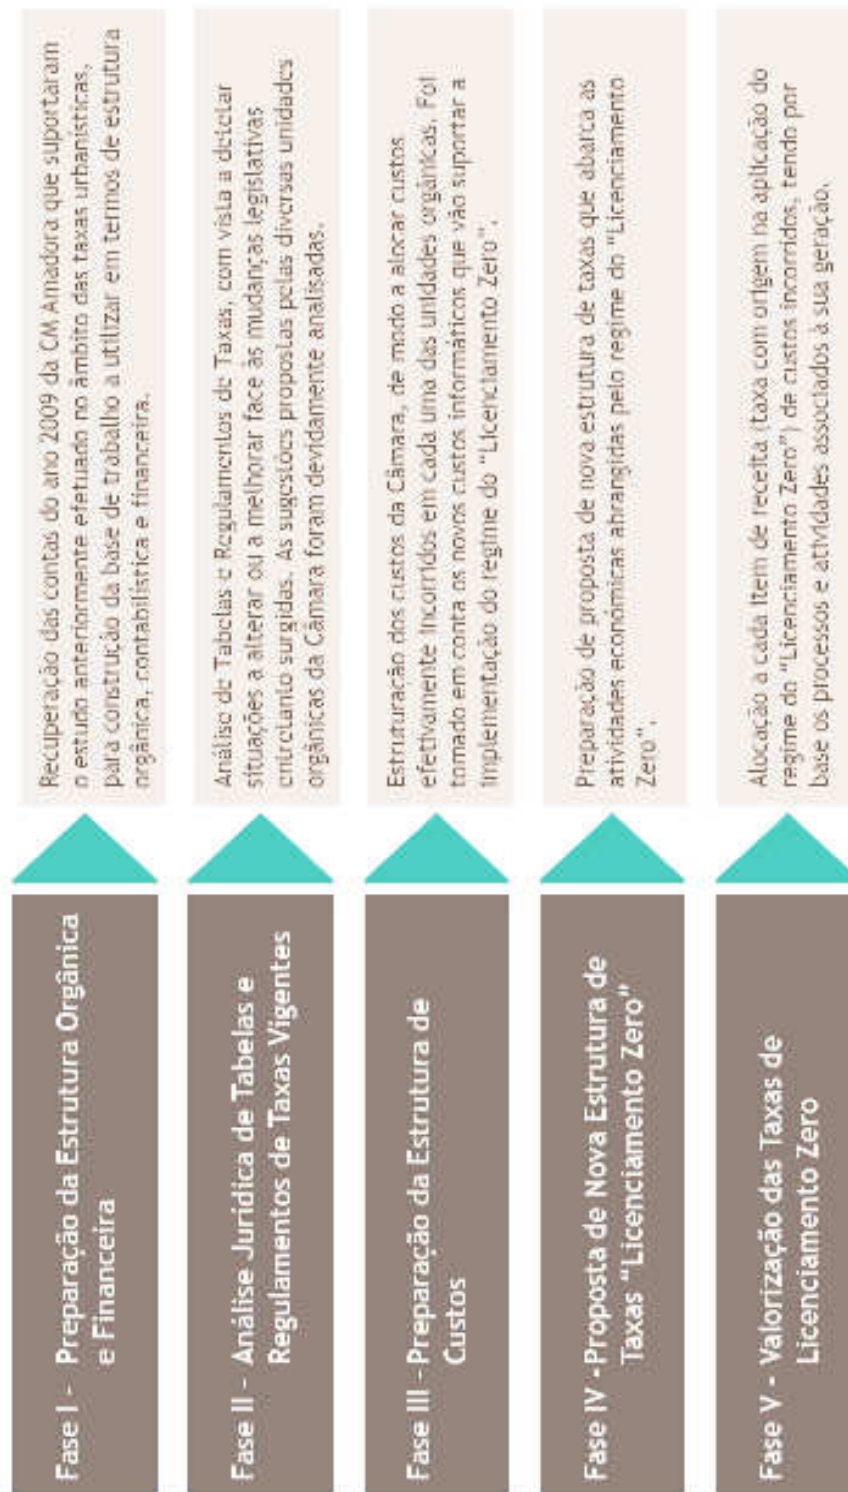 Fase I - Preparação da Estrutura Orgânica
e Financeira
Recuperação das contas do ano 2009 da CM Amadora que suportaram
o estudo anteriormente efetuado no âmbito das taxas urbanísticas,
para construção da base de trabalho a utilizar em termos de estrutura
orgânica, contabilística e financeira.
Fase II - Análise Jurídica de Tabelas e
Regulamentos de Taxas Vigentes
Análise de Tabelas e Regulamentos de Taxas, com vista a detetar
situações a alterar ou a melhorar face às mudanças legislativas
entretanto surgidas. As sugestões propostas pelas diversas unidades
orgânicas da Câmara foram devidamente analisadas.
Fase III - Preparação da Estrutura de
Custos
Estruturação dos custos da Câmara, de modo a alocar custos
efetivamente incorridos em cada uma das unidades orgânicas. Foi
tomado em conta os novos custos informáticos que vão suportar a
implementação do regime do "Licenciamento Zero".
Fase IV - Proposta de Nova Estrutura de
Taxas "Licenciamento Zero"
Preparação de proposta de nova estrutura de taxas que abarca as
atividades económicas abrangidas pelo regime do "Licenciamento
Zero".
Fase V - Valorização das Taxas de
Licenciamento Zero
Alocação a cada item de receita (taxa com origem na aplicação do
regime do "Licenciamento Zero") de custos incorridos, tendo por
base os processos e atividades associados à sua geração.